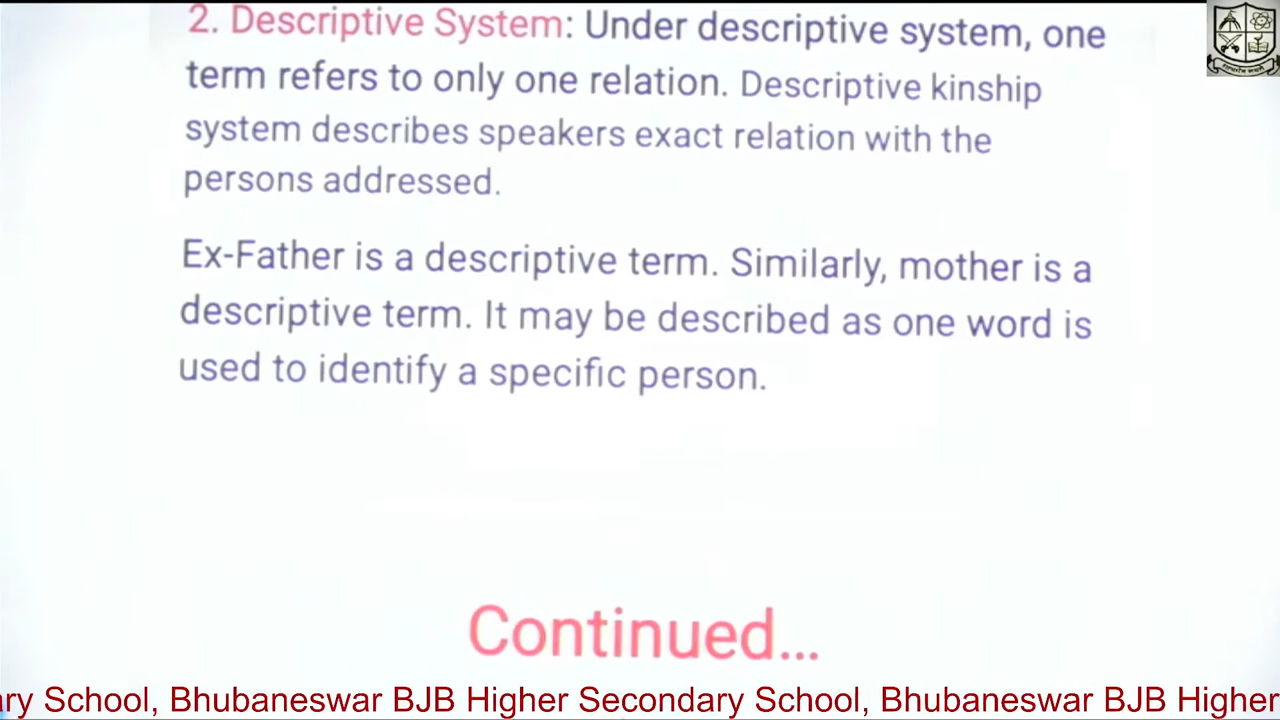 2. Descriptive System: Under descriptive system, one
term refers to only one relation. Descriptive kinship
system describes speakers exact relation with the
persons addressed.
Ex-Father is a descriptive term. Similarly, mother is a
descriptive term. It may be described as one word is
used to identify a specific person.
Continued...
ry School, Bhubaneswar BJB Higher Secondary School, Bhubaneswar BJB Higher